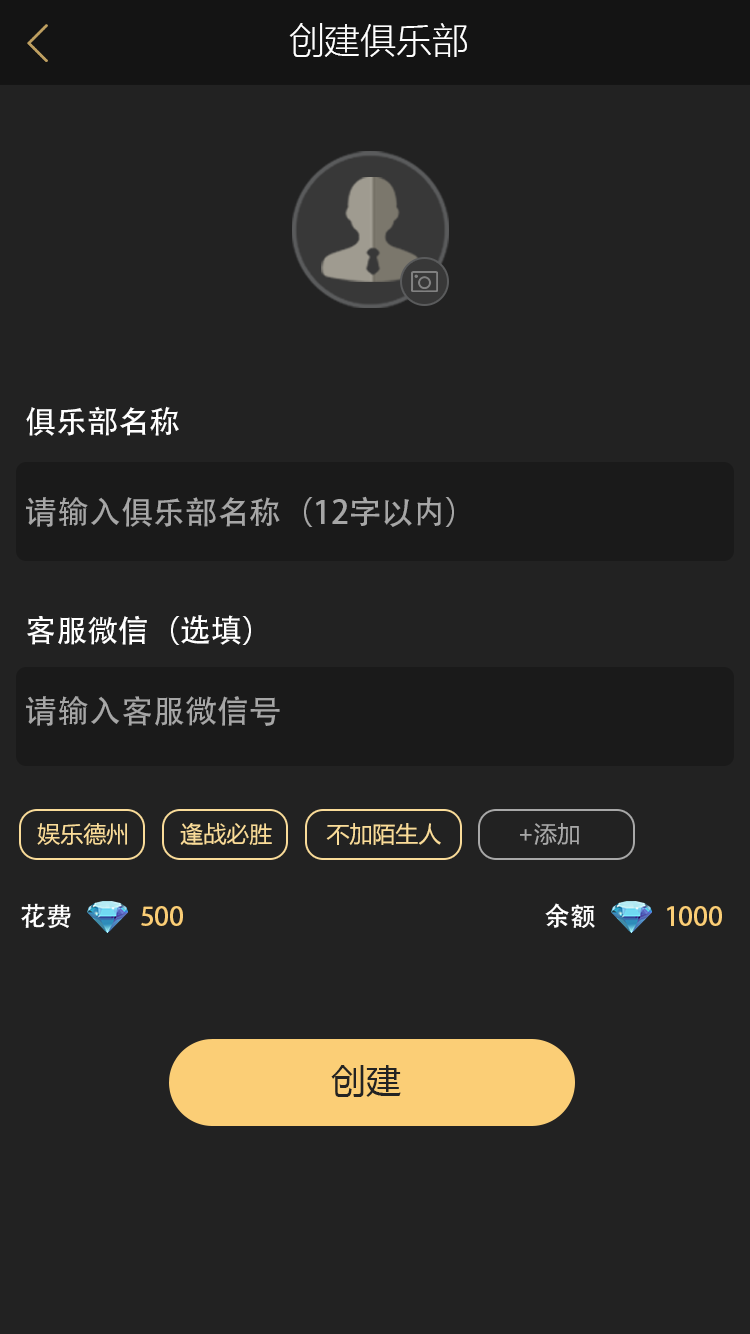 创建俱乐部
俱乐部名称
请输入俱乐部名称（12字以内）
客服微信（选填）
请输入客服微信号
娱乐德州 逢战必胜 不加陌生人 +添加
花费 500 余额 1000
创建